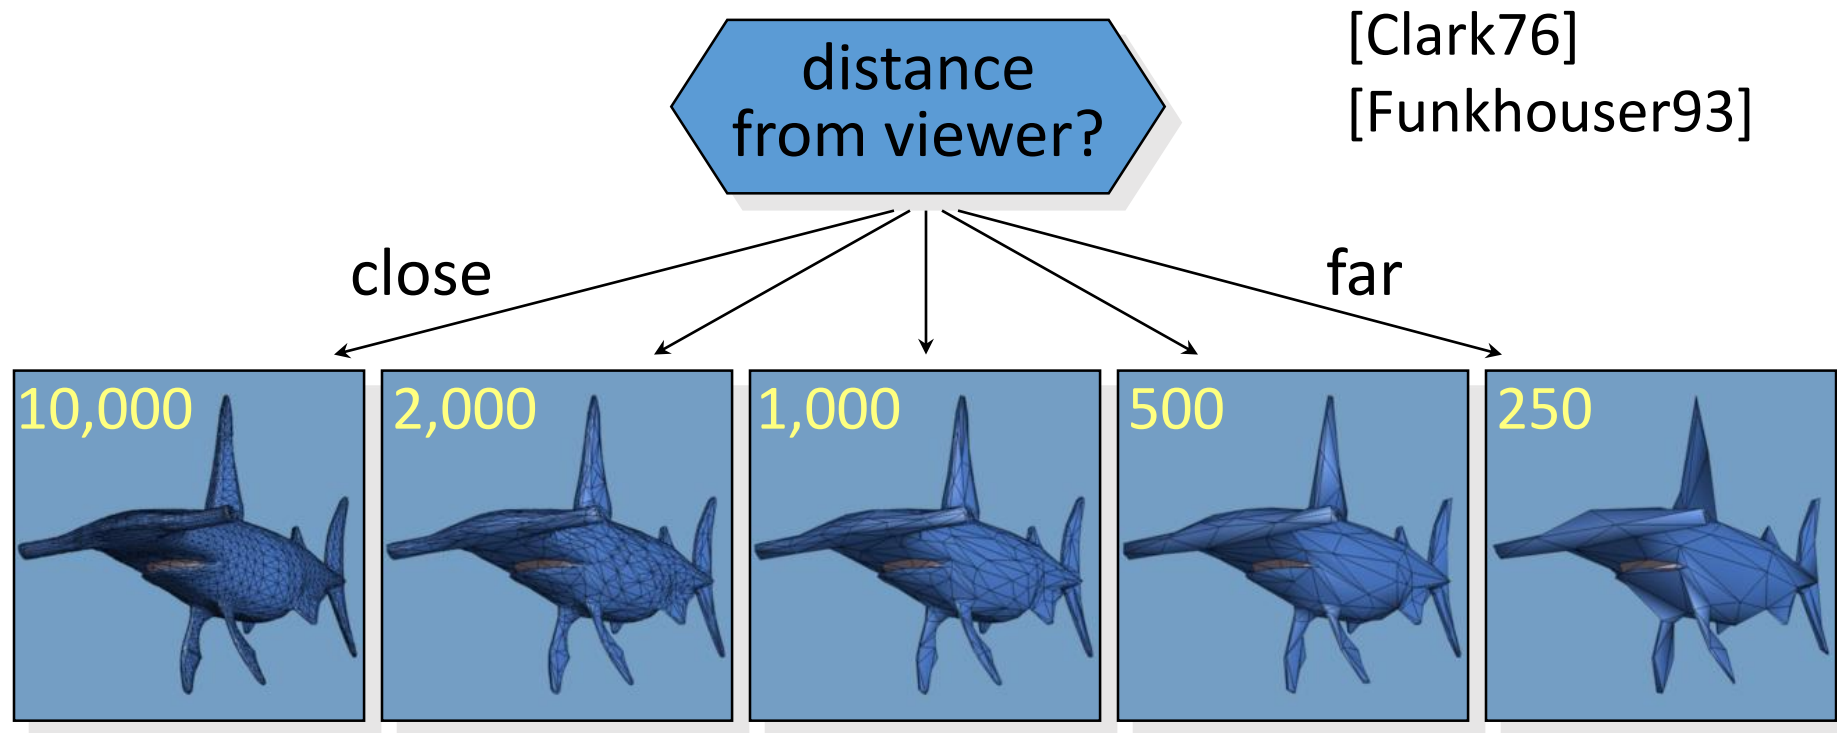 distance
from viewer?
[Clark76]
[Funkhouser93]
close
far
10,000
2,000
1,000
500
250